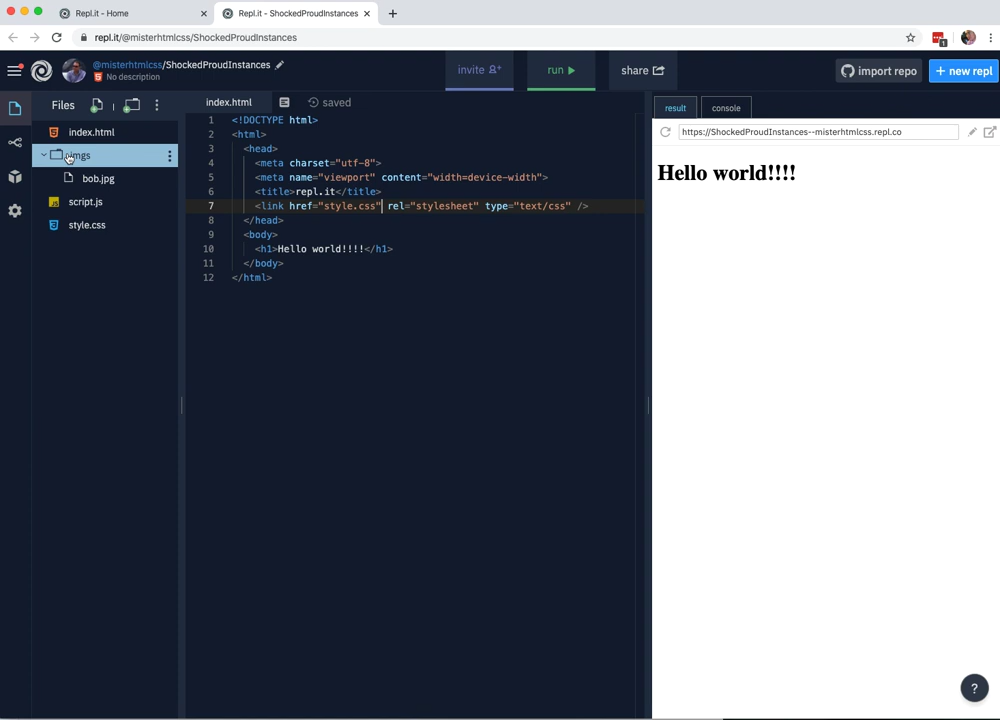 Repl.it - Home
Repl.it - ShockedProudInstances
repl.it/@misterhtmlcss/ShockedProudInstances
1
@misterhtmlcss/ShockedProudInstances
No description
invite
run
share
import repo
+ new repl
Files
index.html
imgs
bob.jpg
script.js
style.css
index.html
saved
1 <!DOCTYPE html>
2 <html>
3 <head>
4 <meta charset="utf-8">
5 <meta name="viewport" content="width=device-width">
6 <title>repl.it</title>
7 <link href="style.css" rel="stylesheet" type="text/css" />
8 </head>
9 <body>
10 <h1>Hello world!!!!</h1>
11 </body>
12 </html>
result
console
https://ShockedProudInstances--misterhtmlcss.repl.co
Hello world!!!!
?